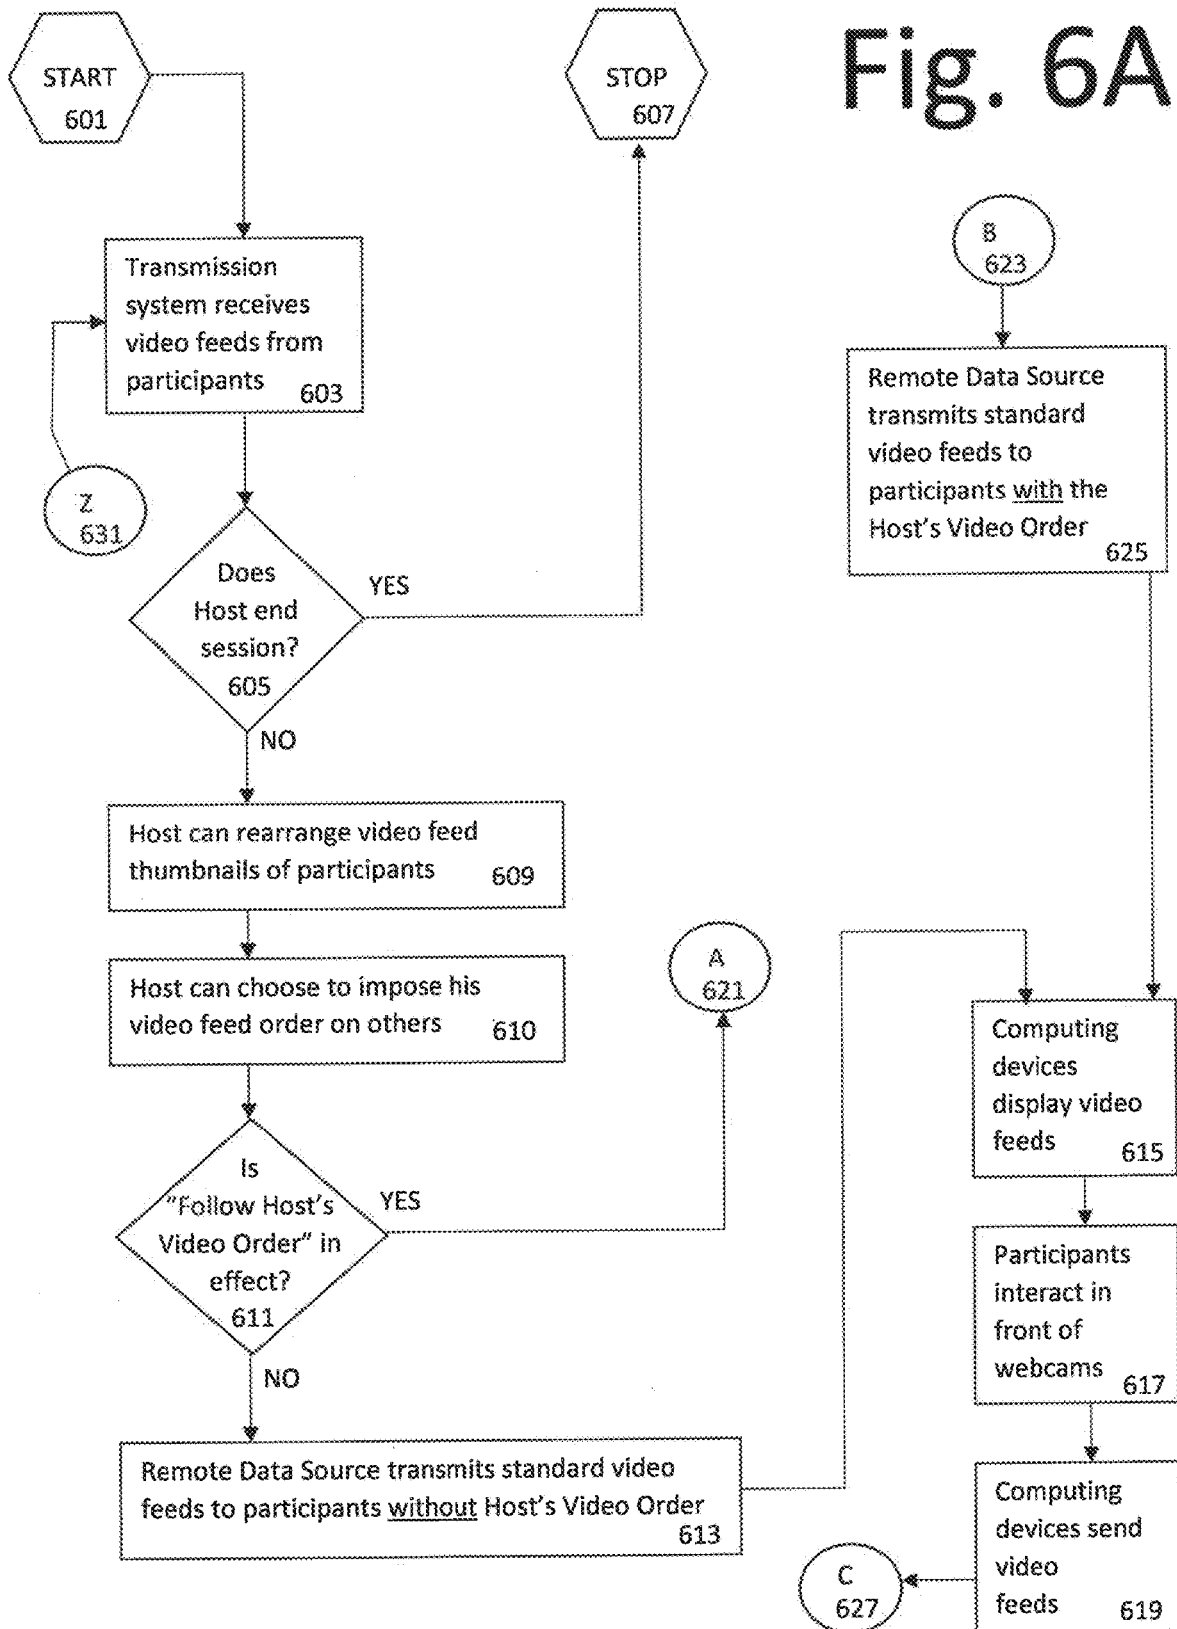 Fig. 6A
START
601
STOP
607
Transmission
system receives
video feeds from
participants
603
Z
631
Does
Host end
session?
605
YES
NO
Host can rearrange video feed
thumbnails of participants
609
Host can choose to impose his
video feed order on others
610
Is
"Follow Host's
Video Order" in
effect?
611
YES
NO
A
621
Remote Data Source transmits standard video
feeds to participants without Host's Video Order
613
B
623
Remote Data Source
transmits standard
video feeds to
participants with the
Host's Video Order
625
Computing
devices
display video
feeds
615
Participants
interact in
front of
webcams
617
Computing
devices send
video
feeds
619
C
627